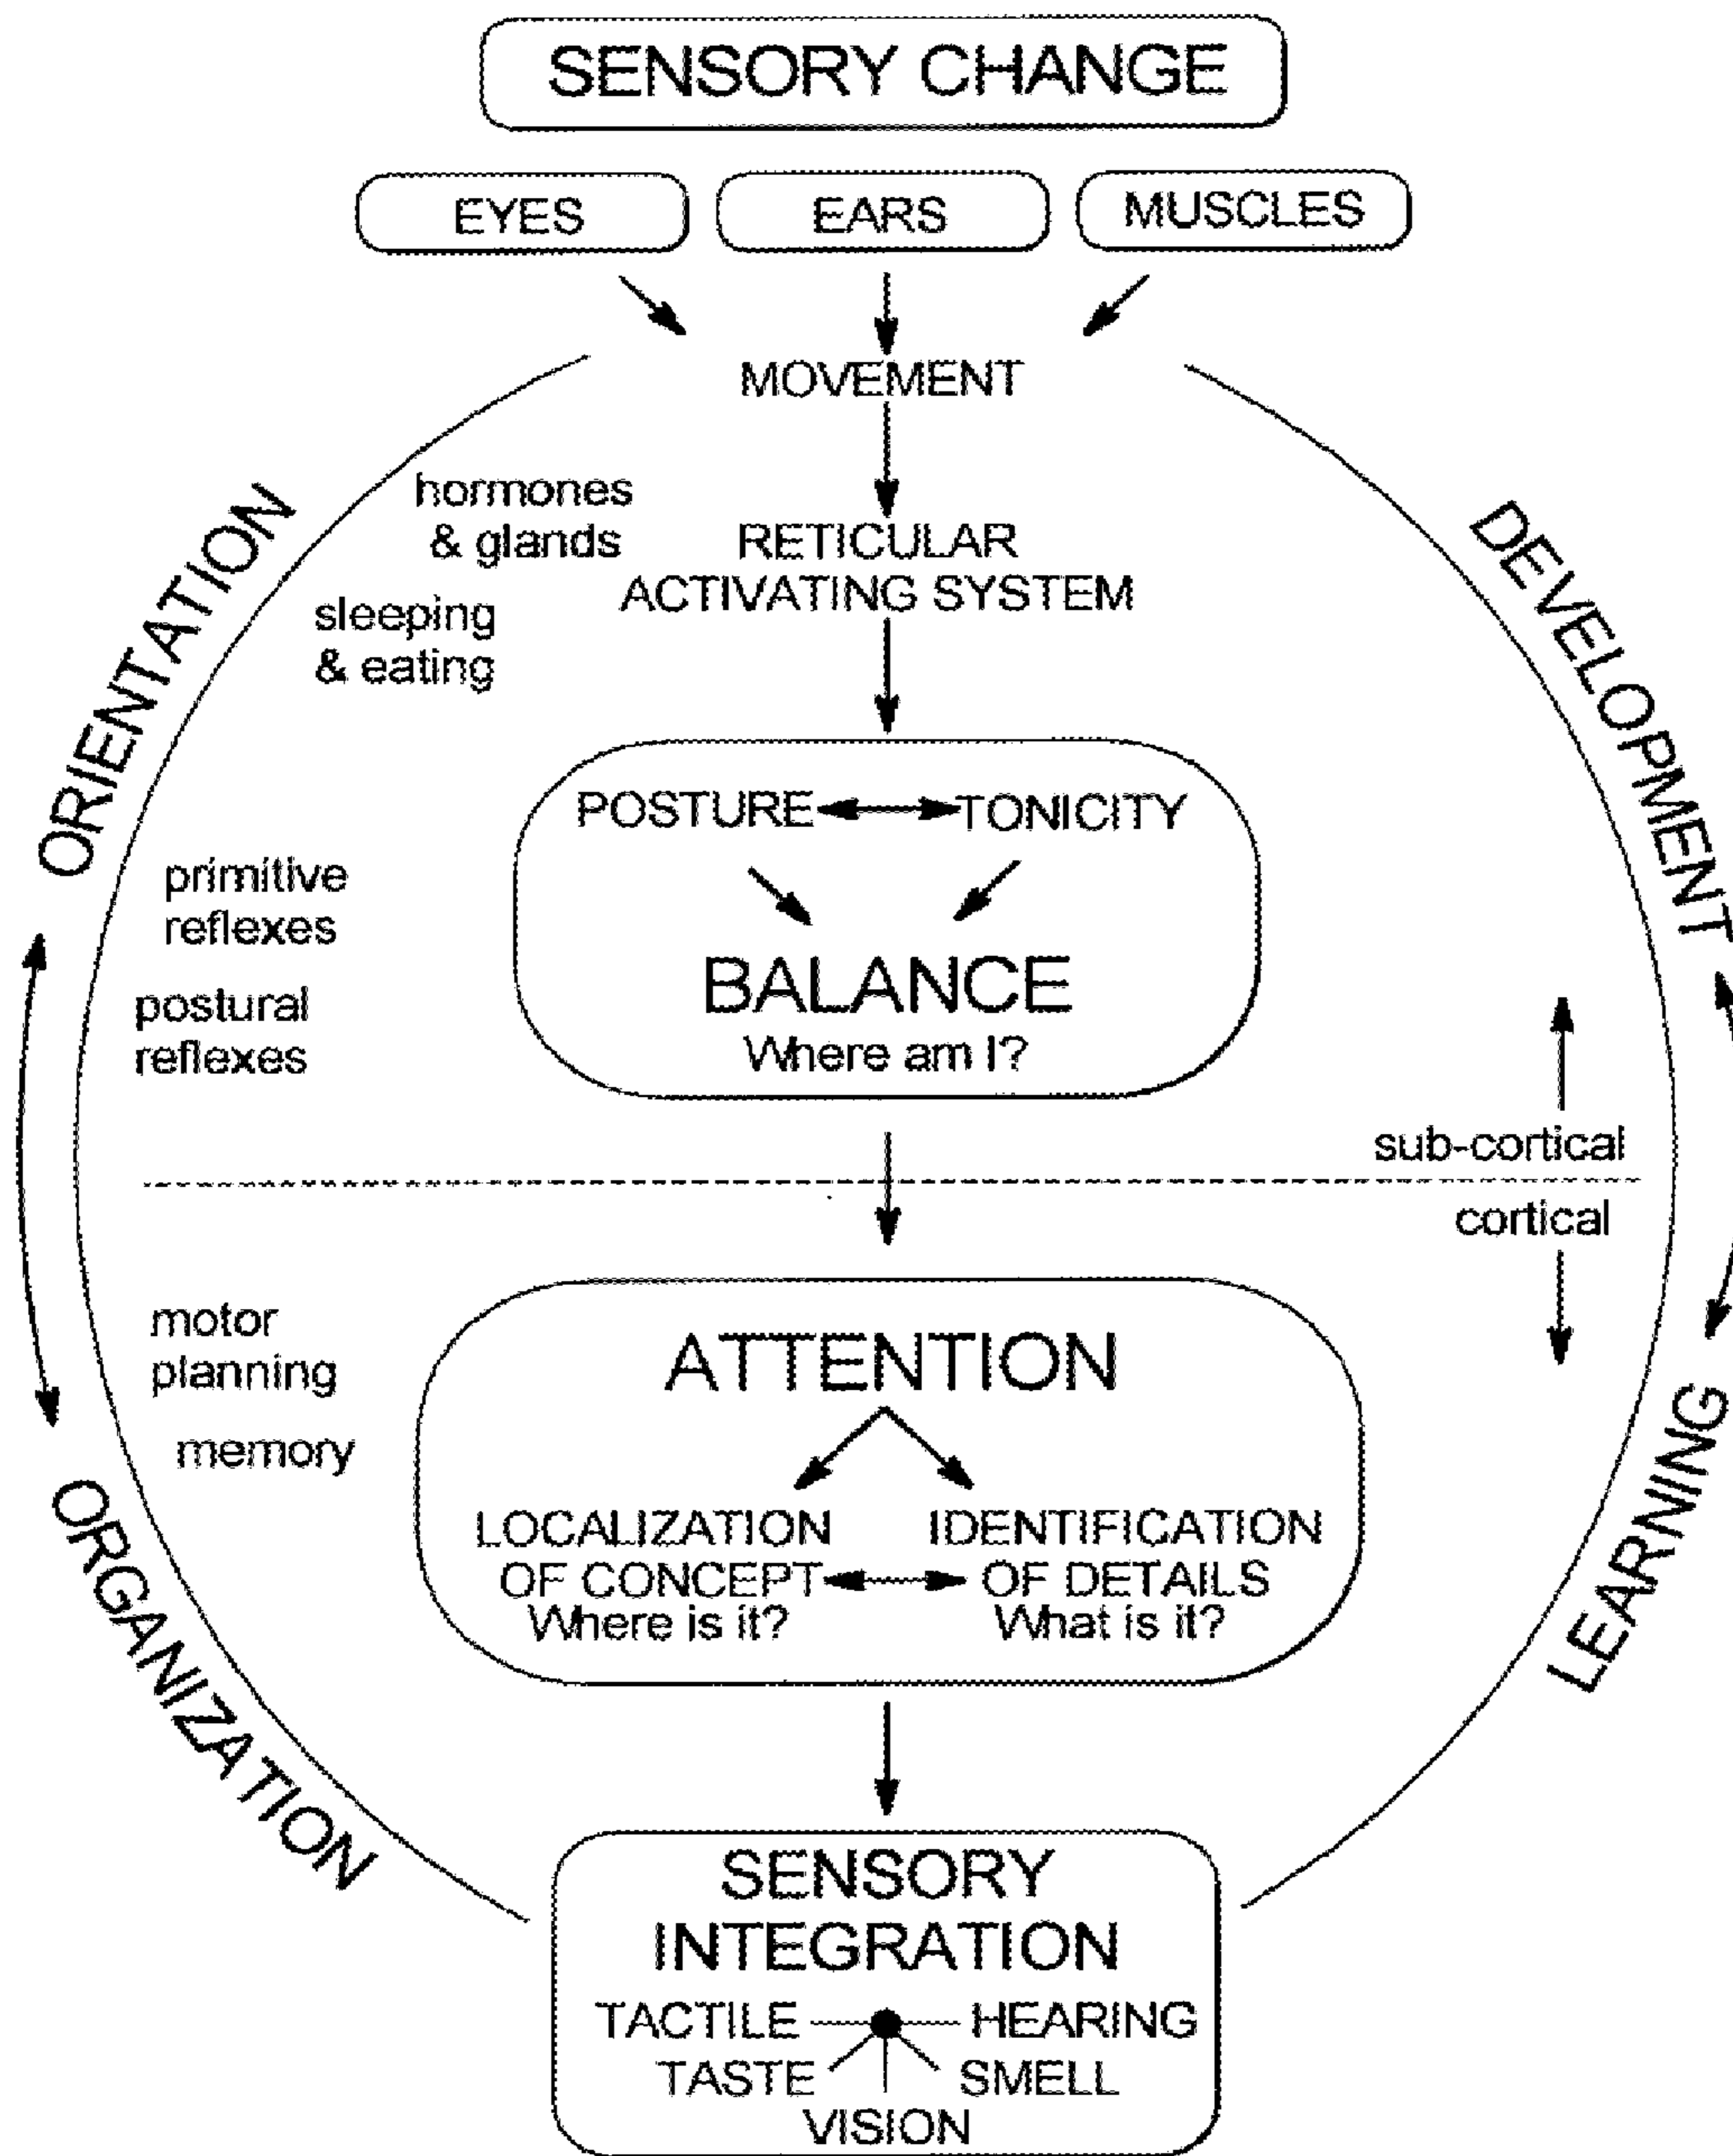 SENSORY CHANGE
EYES
EARS
MUSCLES
MOVEMENT
hormones
& glands
RETICULAR
ACTIVATING SYSTEM
sleeping
& eating
ORIENTATION
DEVELOPMENT
POSTURE
TONICITY
primitive
reflexes
BALANCE
Where am I?
postural
reflexes
sub-cortical
cortical
motor
planning
memory
ATTENTION
LOCALIZATION
OF CONCEPT
Where is it?
IDENTIFICATION
OF DETAILS
What is it?
ORGANIZATION
LEARNING
SENSORY
INTEGRATION
TACTILE
HEARING
TASTE
SMELL
VISION